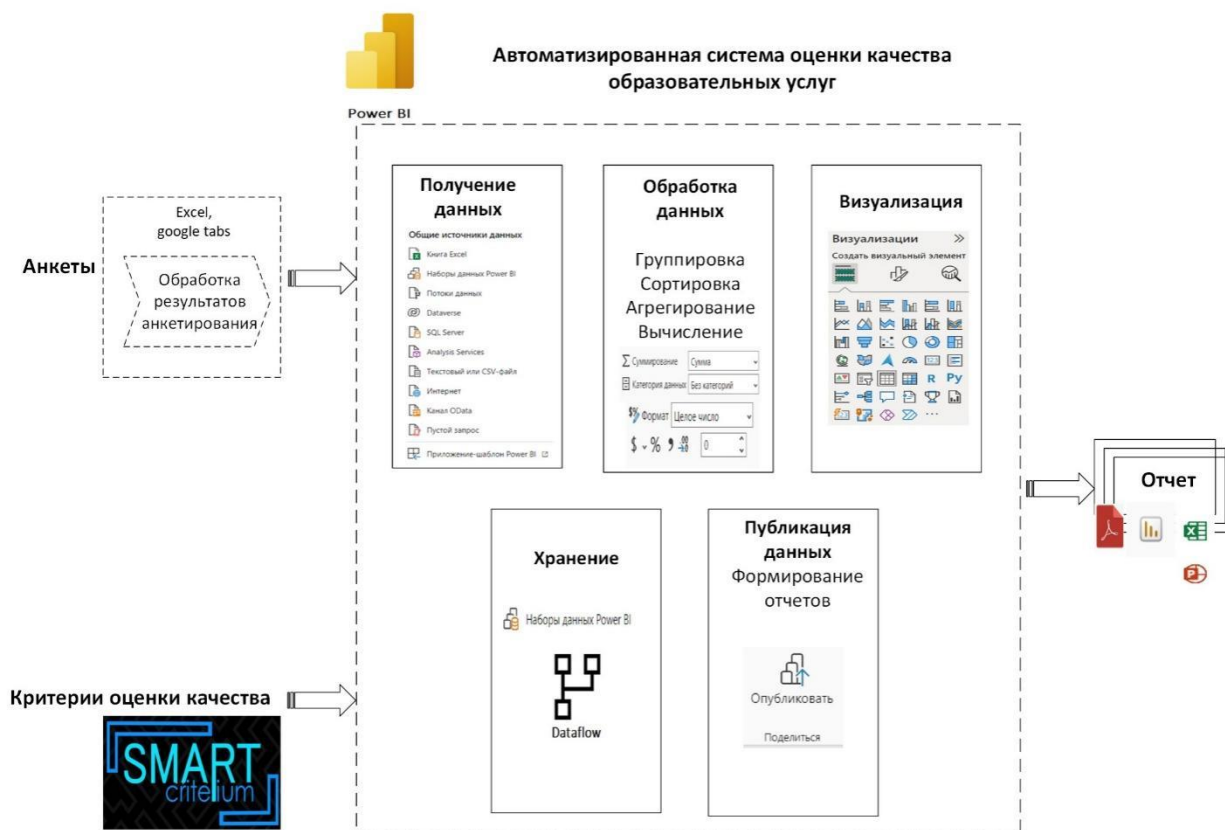 Автоматизированная система оценки качества
образовательных услуг
Power BI
Анкеты
Excel,
google tabs
Обработка
результатов
анкетирования
Получение
данных
Общие источники данных
Книга Excel
Наборы данных Power BI
Потоки данных
Dataverse
SQL Server
Analysis Services
Текстовый или CSV-файл
Интернет
Канал OData
Пустой запрос
Приложение-шаблон Power BI
Обработка
данных
Группировка
Сортировка
Агрегирование
Вычисление
Σ Суммирование Сумма
Категория данных Без категорий
$% Формат Целое число
$ % 9 .00 0
Визуализация
Визуализации »
Создать визуальный элемент
123
R Py
...
Хранение
Наборы данных Power BI
Dataflow
Публикация
данных
Формирование
отчетов
Опубликовать
Поделиться
Отчет
Критерии оценки качества
SMART
critelium